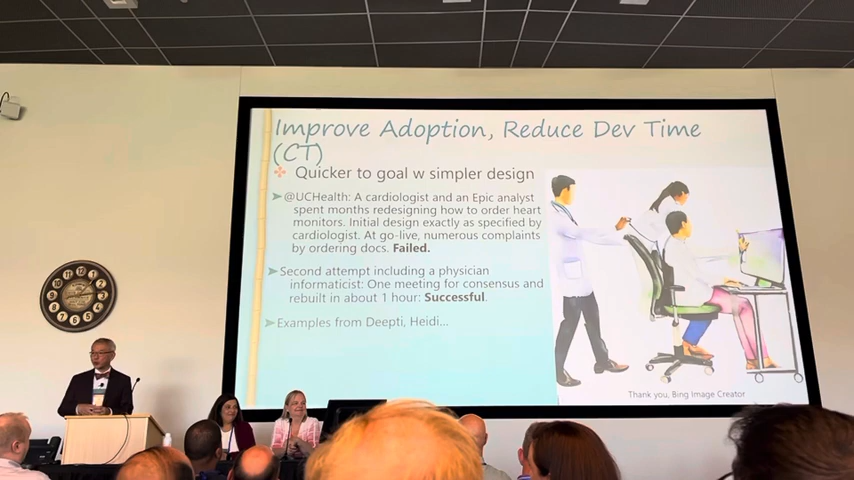 Improve Adoption, Reduce Dev Time
(CT)
Quicker to goal w simpler design
@UCHealth: A cardiologist and an Epic analyst
spent months redesigning how to order heart
monitors. Initial design exactly as specified by
cardiologist. At go-live, numerous complaints
by ordering docs. Failed.
Second attempt including a physician
informaticist: One meeting for consensus and
rebuilt in about 1 hour: Successful.
Examples from Deepti, Heidi...
Thank you, Bing Image Creator